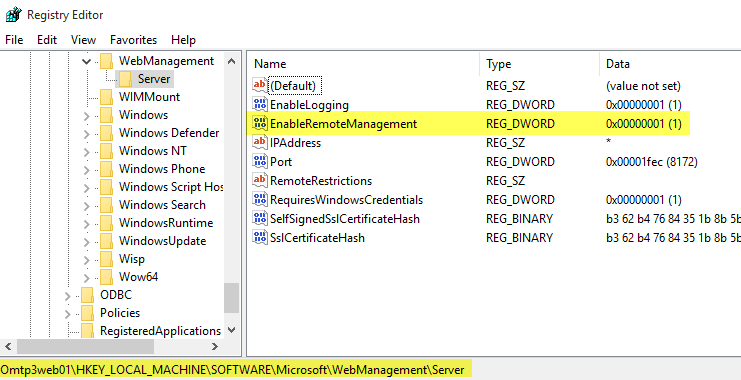 Registry Editor
File Edit View Favorites Help
WebManagement
Server
WIMMount
Windows
Windows Defender
Windows NT
Windows Phone
Windows Script Hos
Windows Search
WindowsRuntime
WindowsUpdate
Wisp
Wow64
ODBC
Policies
RegisteredApplications
Name Type Data
(Default) REG_SZ (value not set)
EnableLogging REG_DWORD 0x00000001 (1)
EnableRemoteManagement REG_DWORD 0x00000001 (1)
IPAddress REG_SZ *
Port REG_DWORD 0x00001fec (8172)
RemoteRestrictions REG_SZ
RequiresWindowsCredentials REG_DWORD 0x00000001 (1)
SelfSignedSslCertificateHash REG_BINARY b3 62 b4 76 84 35 1b 8b 5b
SslCertificateHash REG_BINARY b3 62 b4 76 84 35 1b 8b 5b
Omtp3web01\HKEY_LOCAL_MACHINE\SOFTWARE\Microsoft\WebManagement\Server